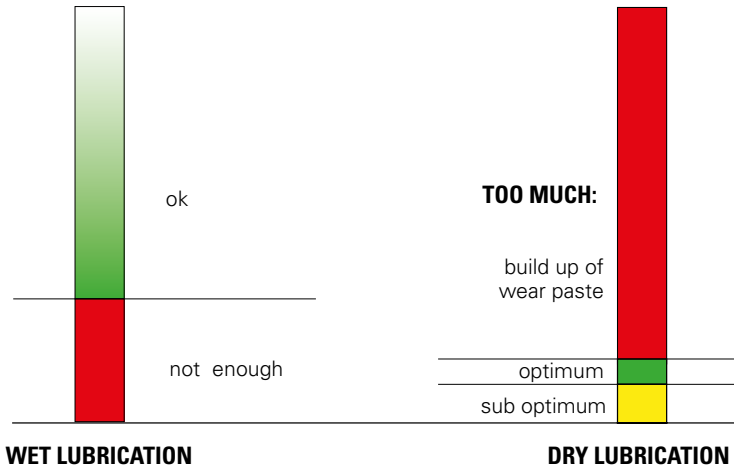 ok
TOO MUCH:
build up of
wear paste
not enough
optimum
sub optimum
WET LUBRICATION
DRY LUBRICATION